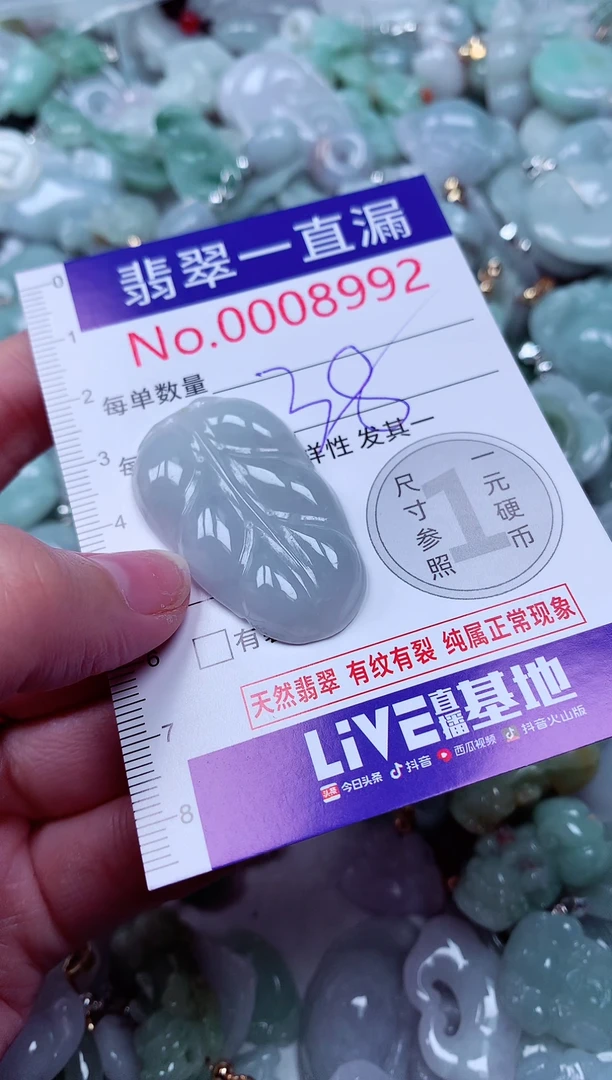 翡翠一直漏
No.0008992
每单数量
38
样性 发其一
一元硬币
1
尺寸参照
有
天然翡翠 有纹有裂 纯属正常现象
LiVE直播基地
头条 今日头条 抖音 西瓜视频 抖音火山版
0
1
2
3
4
7
8